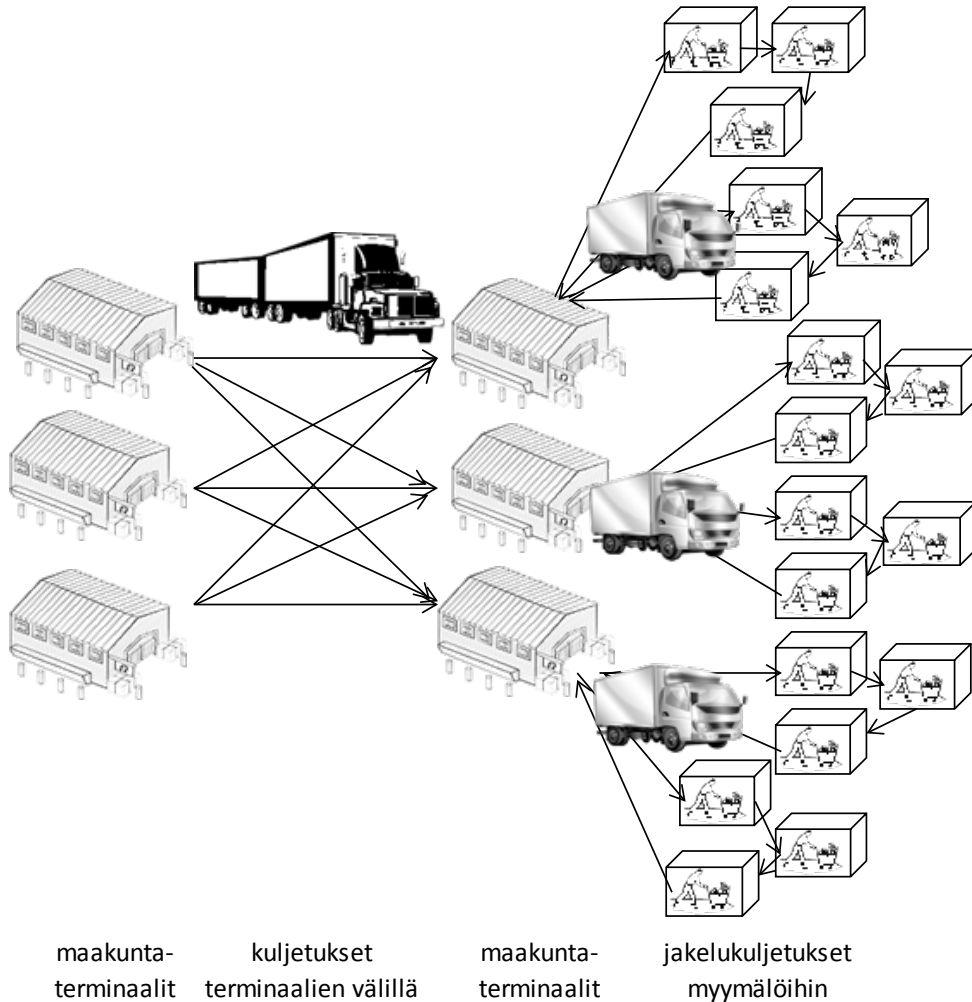 maakunta-
terminaalit
kuljetukset
terminaalien välillä
maakunta-
terminaalit
jakelukuljetukset
myymälöihin